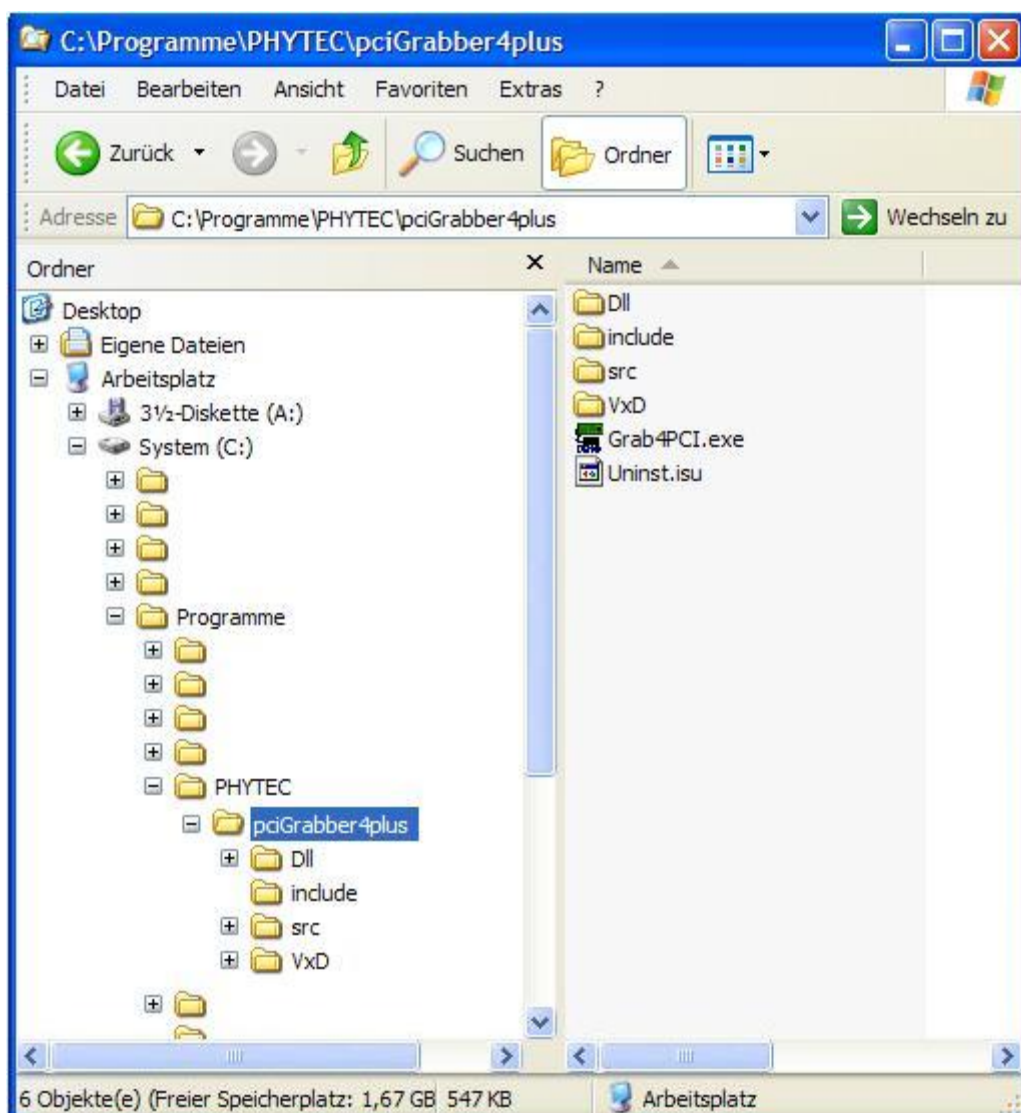 C:\Programme\PHYTEC\pciGrabber4plus
Datei Bearbeiten Ansicht Favoriten Extras ?
Zurück Suchen Ordner
Adresse C:\Programme\PHYTEC\pciGrabber4plus Wechseln zu
Ordner
Desktop
Eigene Dateien
Arbeitsplatz
3½-Diskette (A:)
System (C:)
Programme
PHYTEC
pciGrabber4plus
Dll
include
src
VxD
Name
Dll
include
src
VxD
Grab4PCI.exe
Uninst.isu
6 Objekte(e) (Freier Speicherplatz: 1,67 GB 547 KB Arbeitsplatz